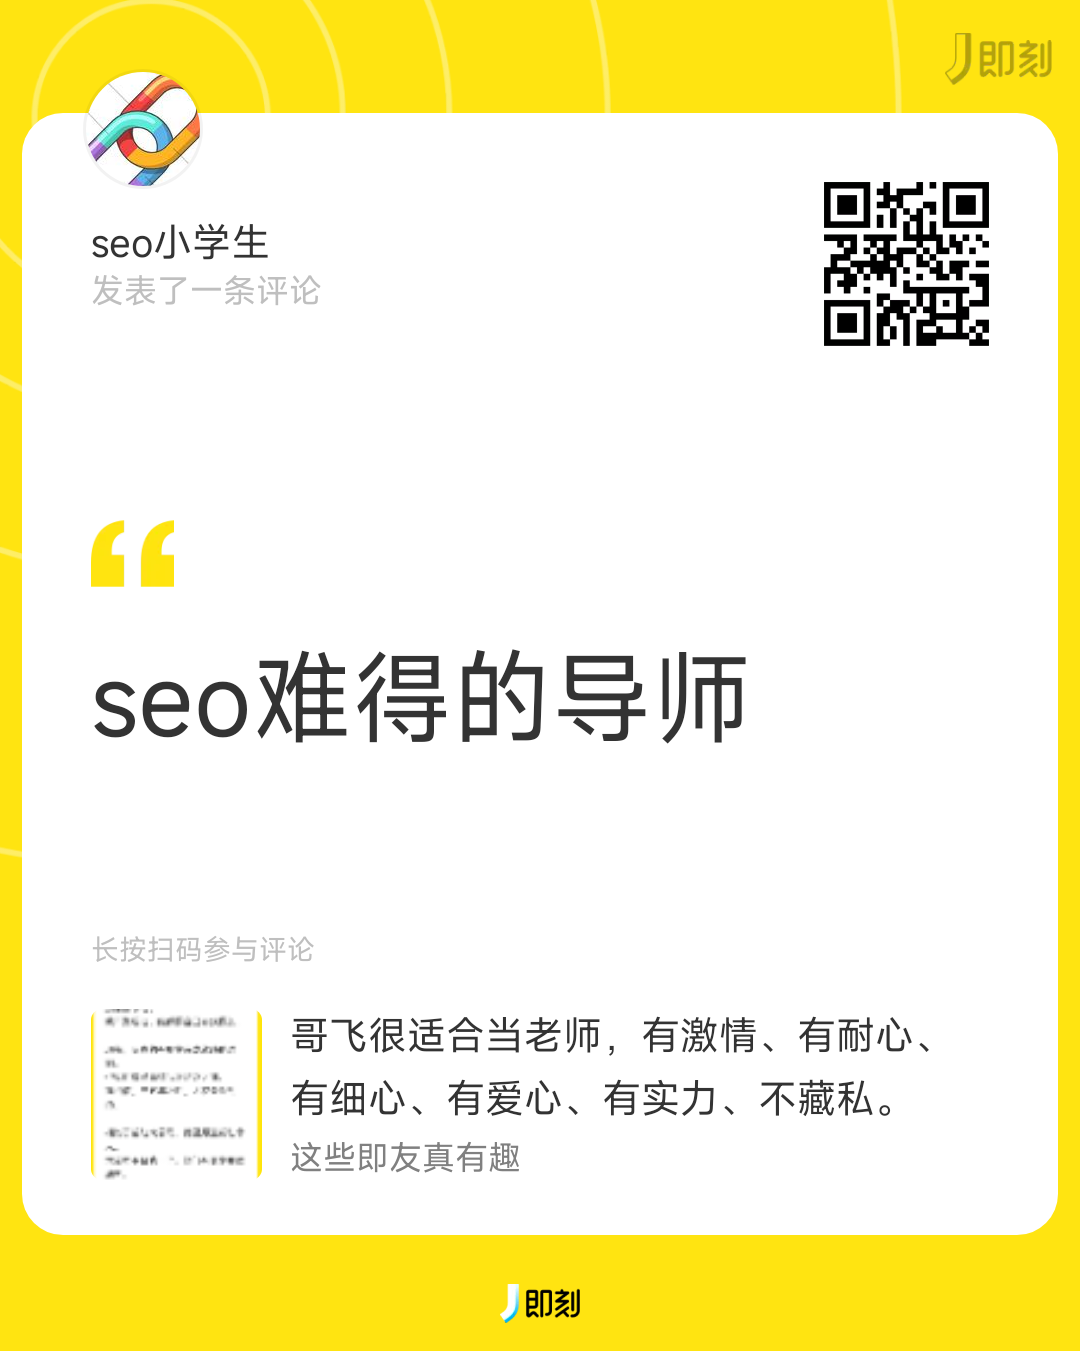 即刻
seo小学生
发表了一条评论
seo难得的导师
长按扫码参与评论
哥飞很适合当老师，有激情、有耐心、
有细心、有爱心、有实力、不藏私。
这些即友真有趣
即刻